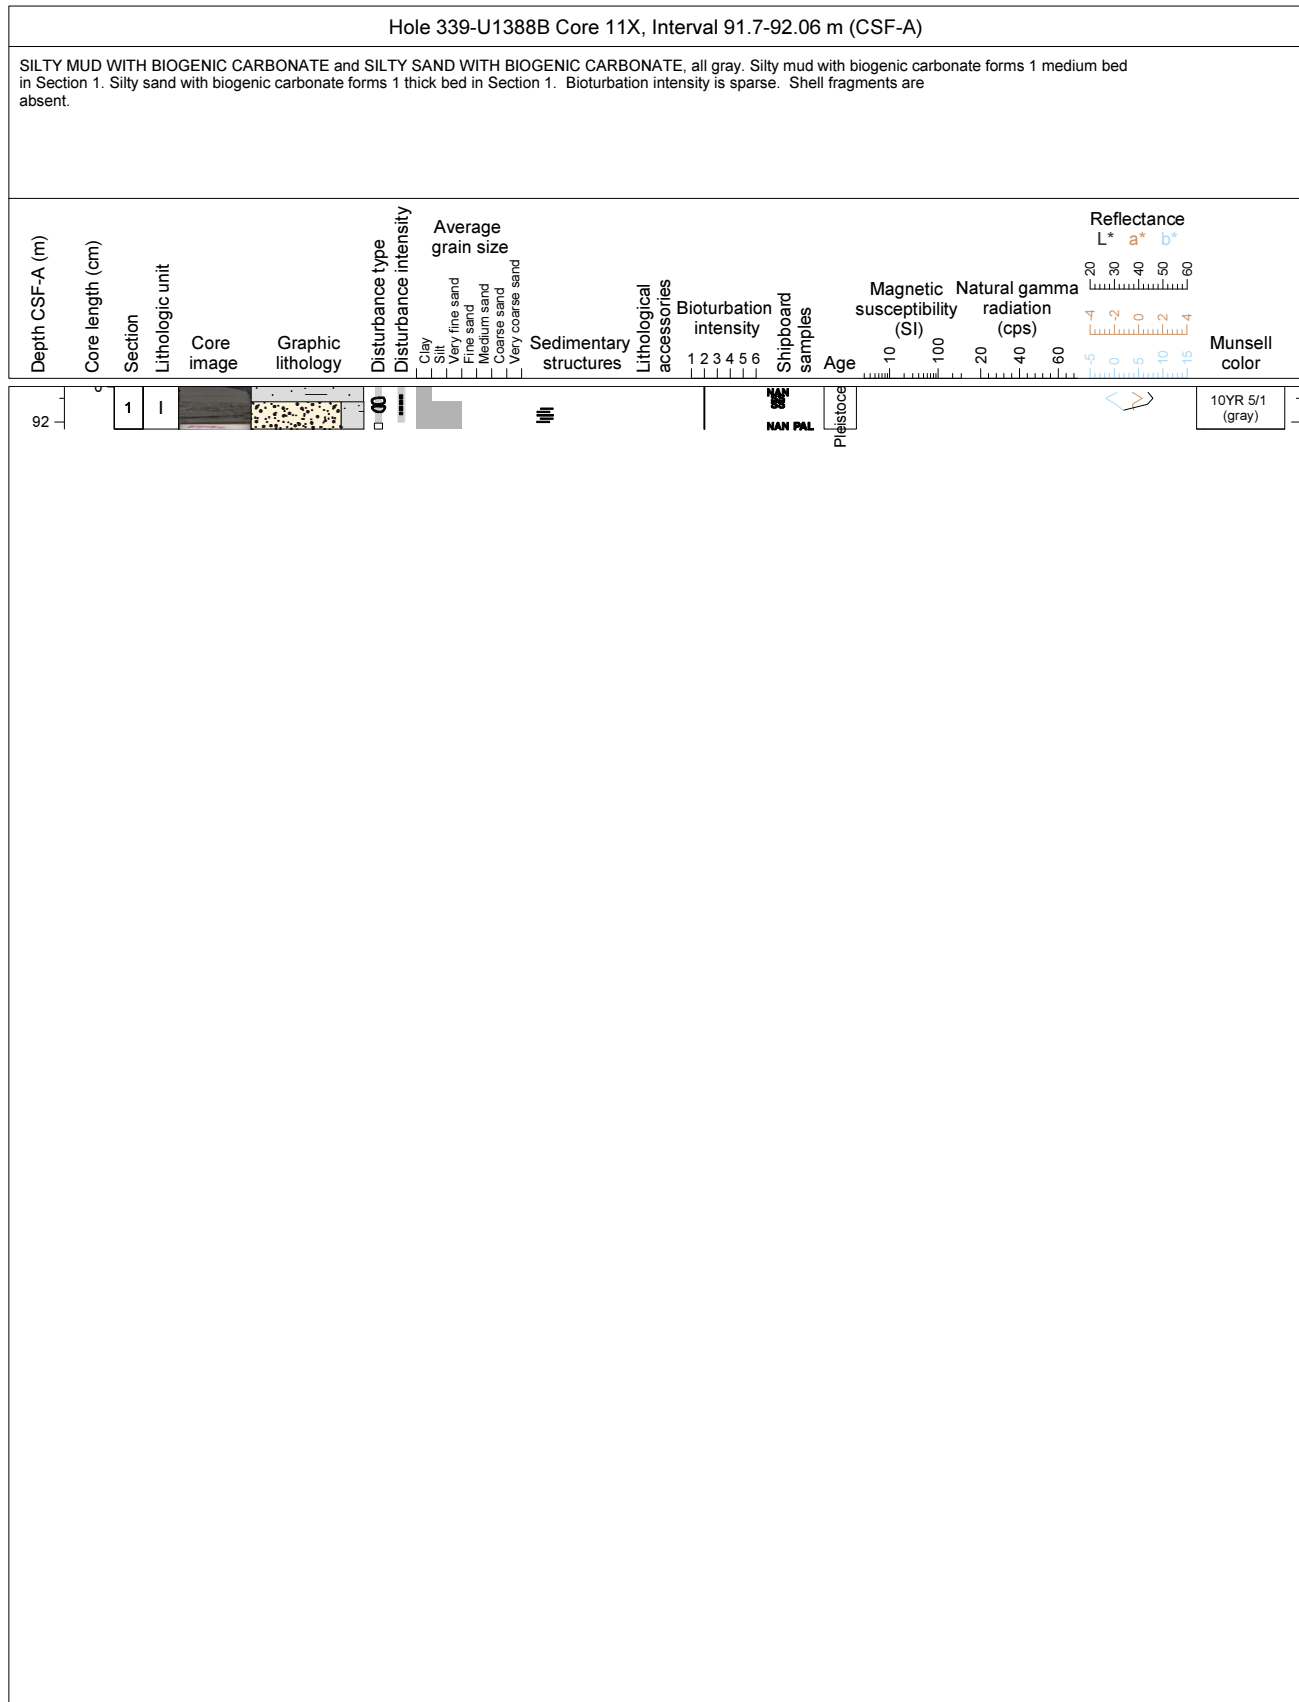 Hole 339-U1388B Core 11X, Interval 91.7-92.06 m (CSF-A)
SILTY MUD WITH BIOGENIC CARBONATE and SILTY SAND WITH BIOGENIC CARBONATE, all gray. Silty mud with biogenic carbonate forms 1 medium bed
in Section 1. Silty sand with biogenic carbonate forms 1 thick bed in Section 1. Bioturbation intensity is sparse. Shell fragments are
absent.
Depth CSF-A (m)
Core length (cm)
Section
Lithologic unit
Core
image
Graphic
lithology
Disturbance type
Disturbance intensity
Average
grain size
Clay
Silt
Very fine sand
Fine sand
Medium sand
Coarse sand
Very coarse sand
Sedimentary
structures
Lithological
accessories
Bioturbation
intensity
1 2 3 4 5 6
Shipboard
samples
Age
Magnetic
susceptibility
(SI)
10 100
Natural gamma
radiation
(cps)
20 40 60
Reflectance
L* a* b*
20 30 40 50 60
-4 -2 0 2 4
-5 0 5 10 15
Munsell
color
92
1
I
NAN
SS
NAN PAL
Pleistoce
10YR 5/1
(gray)